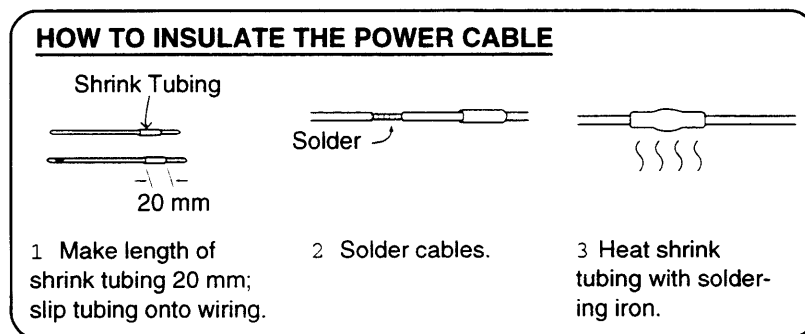 HOW TO INSULATE THE POWER CABLE
Shrink Tubing
20 mm
1 Make length of
shrink tubing 20 mm;
slip tubing onto wiring.
Solder
2 Solder cables.
3 Heat shrink
tubing with solder-
ing iron.